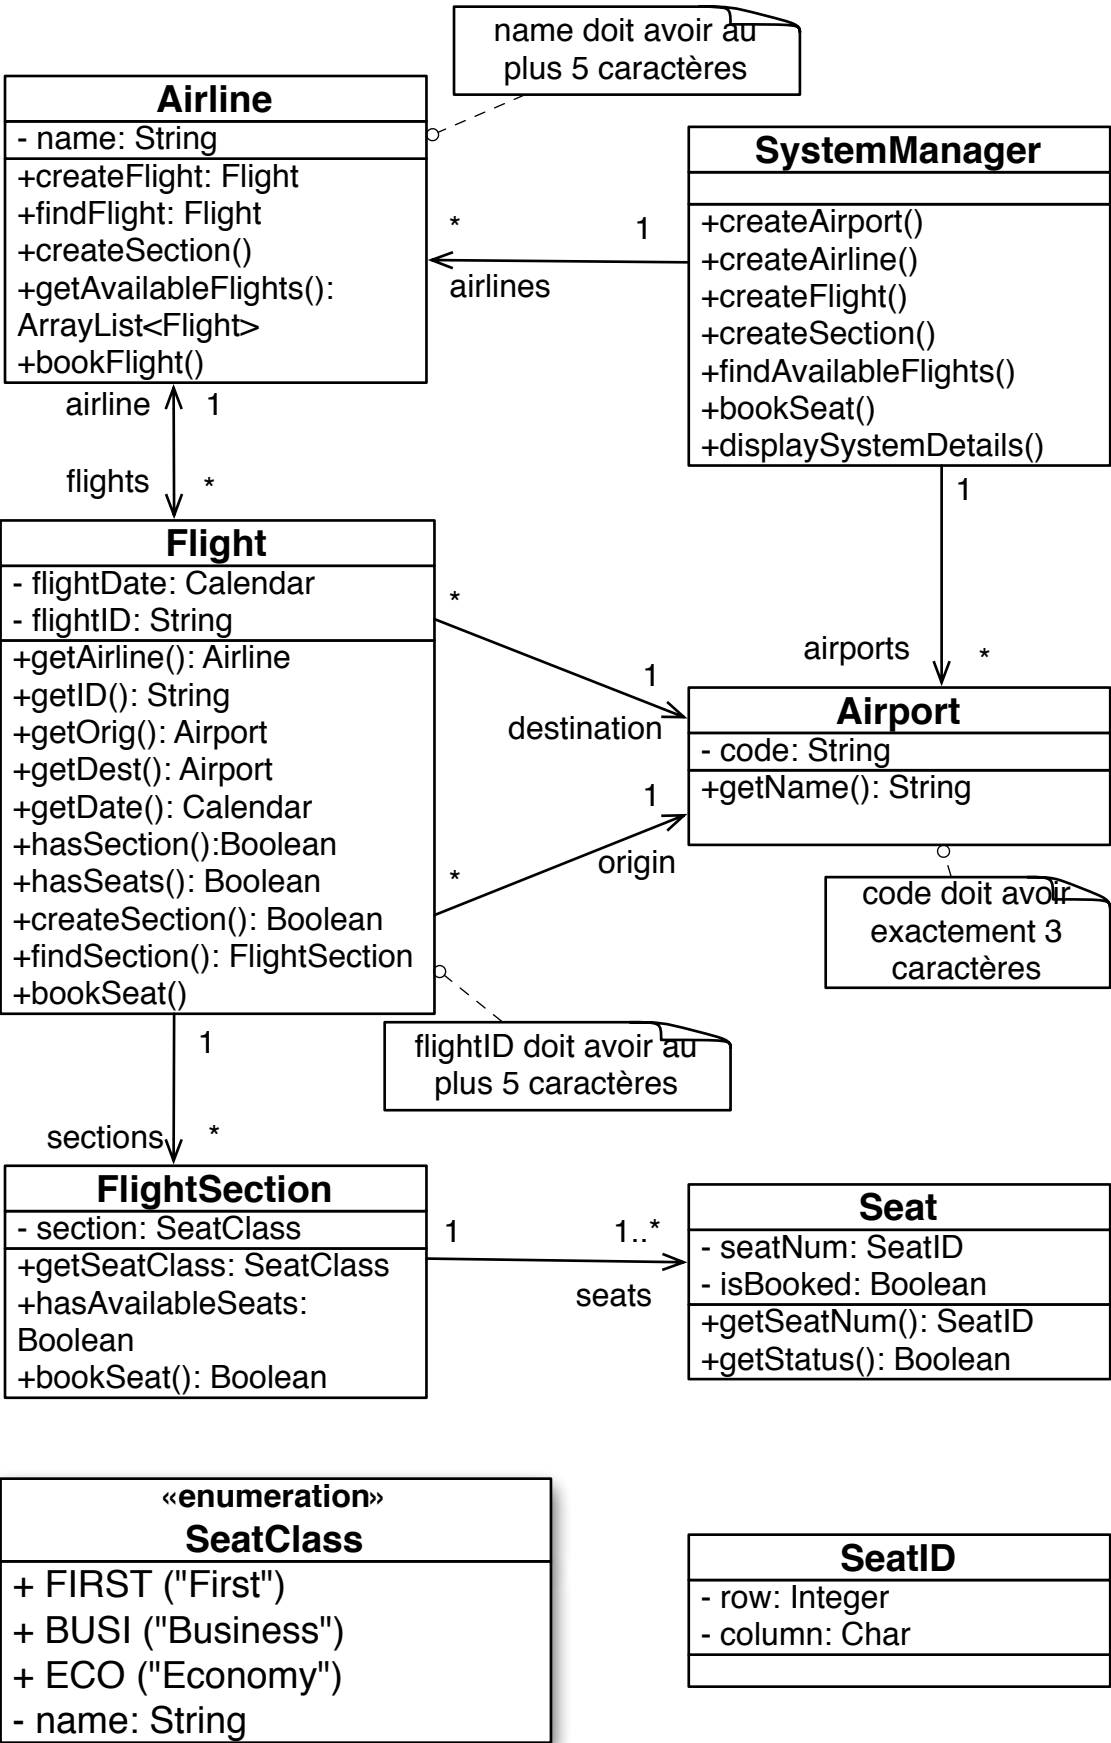 name doit avoir au
plus 5 caractères
Airline
- name: String
+createFlight: Flight
+findFlight: Flight
+createSection()
+getAvailableFlights():
ArrayList<Flight>
+bookFlight()
SystemManager
+createAirport()
+createAirline()
+createFlight()
+createSection()
+findAvailableFlights()
+bookSeat()
+displaySystemDetails()
* 1
airlines
airline 1
flights *
1
airports *
Flight
- flightDate: Calendar
- flightID: String
+getAirline(): Airline
+getID(): String
+getOrig(): Airport
+getDest(): Airport
+getDate(): Calendar
+hasSection():Boolean
+hasSeats(): Boolean
+createSection(): Boolean
+findSection(): FlightSection
+bookSeat()
*
1
destination
1
origin
*
Airport
- code: String
+getName(): String
code doit avoir
exactement 3
caractères
flightID doit avoir au
plus 5 caractères
1
sections *
FlightSection
- section: SeatClass
+getSeatClass: SeatClass
+hasAvailableSeats:
Boolean
+bookSeat(): Boolean
1 1..*
seats
Seat
- seatNum: SeatID
- isBooked: Boolean
+getSeatNum(): SeatID
+getStatus(): Boolean
«enumeration»
SeatClass
+ FIRST ("First")
+ BUSI ("Business")
+ ECO ("Economy")
- name: String
SeatID
- row: Integer
- column: Char